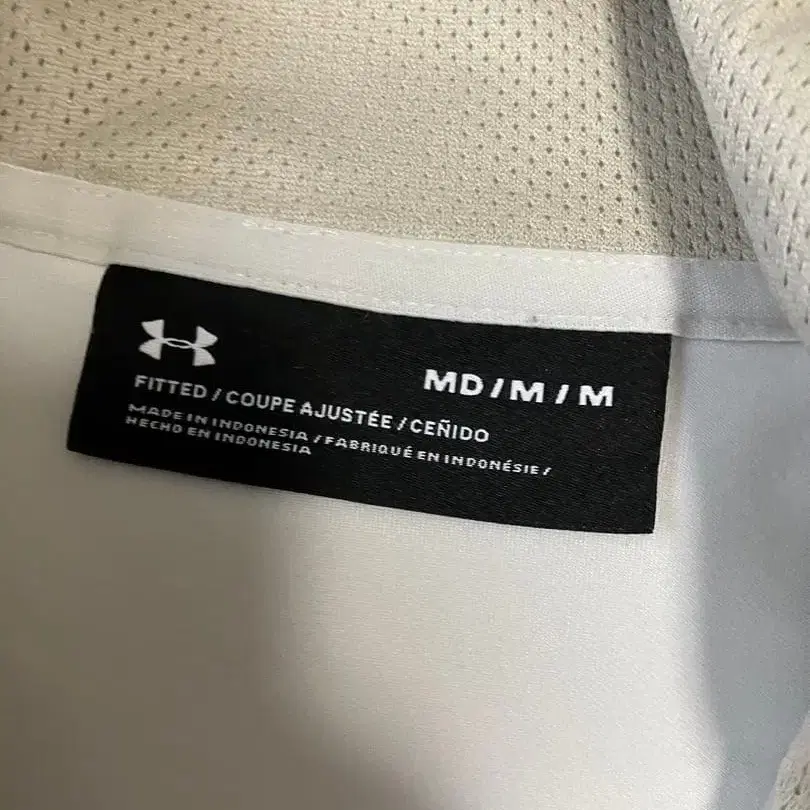 MD / M / M
FITTED / COUPE AJUSTÉE / CEÑIDO
MADE IN INDONESIA / FABRIQUÉ EN INDONÉSIE /
HECHO EN INDONESIA